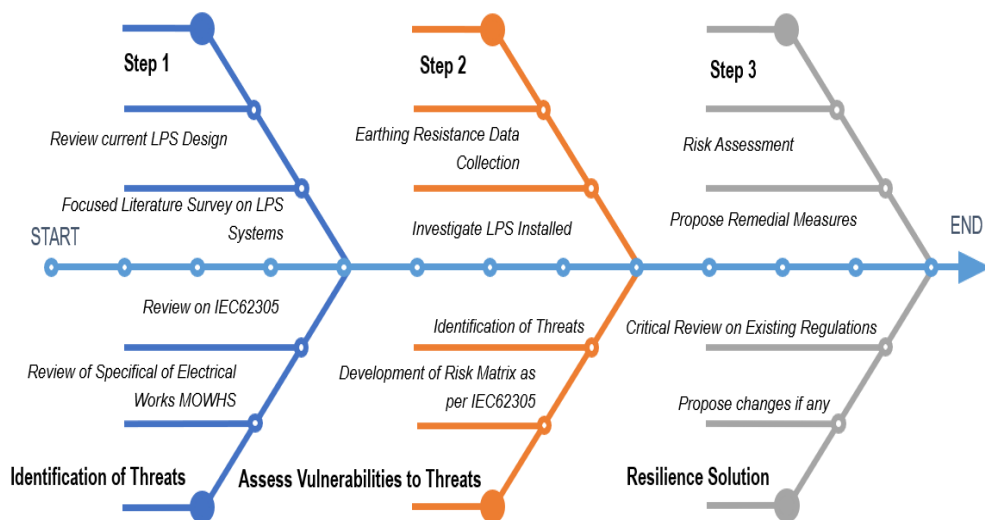 Step 1
Step 2
Step 3
Review current LPS Design
Earthing Resistance Data
Collection
Risk Assessment
Focused Literature Survey on LPS
Systems
Investigate LPS Installed
Propose Remedial Measures
START
END
Review on IEC62305
Identification of Threats
Critical Review on Existing Regulations
Review of Specifical of Electrical
Works MOWHS
Development of Risk Matrix as
per IEC62305
Propose changes if any
Identification of Threats
Assess Vulnerabilities to Threats
Resilience Solution